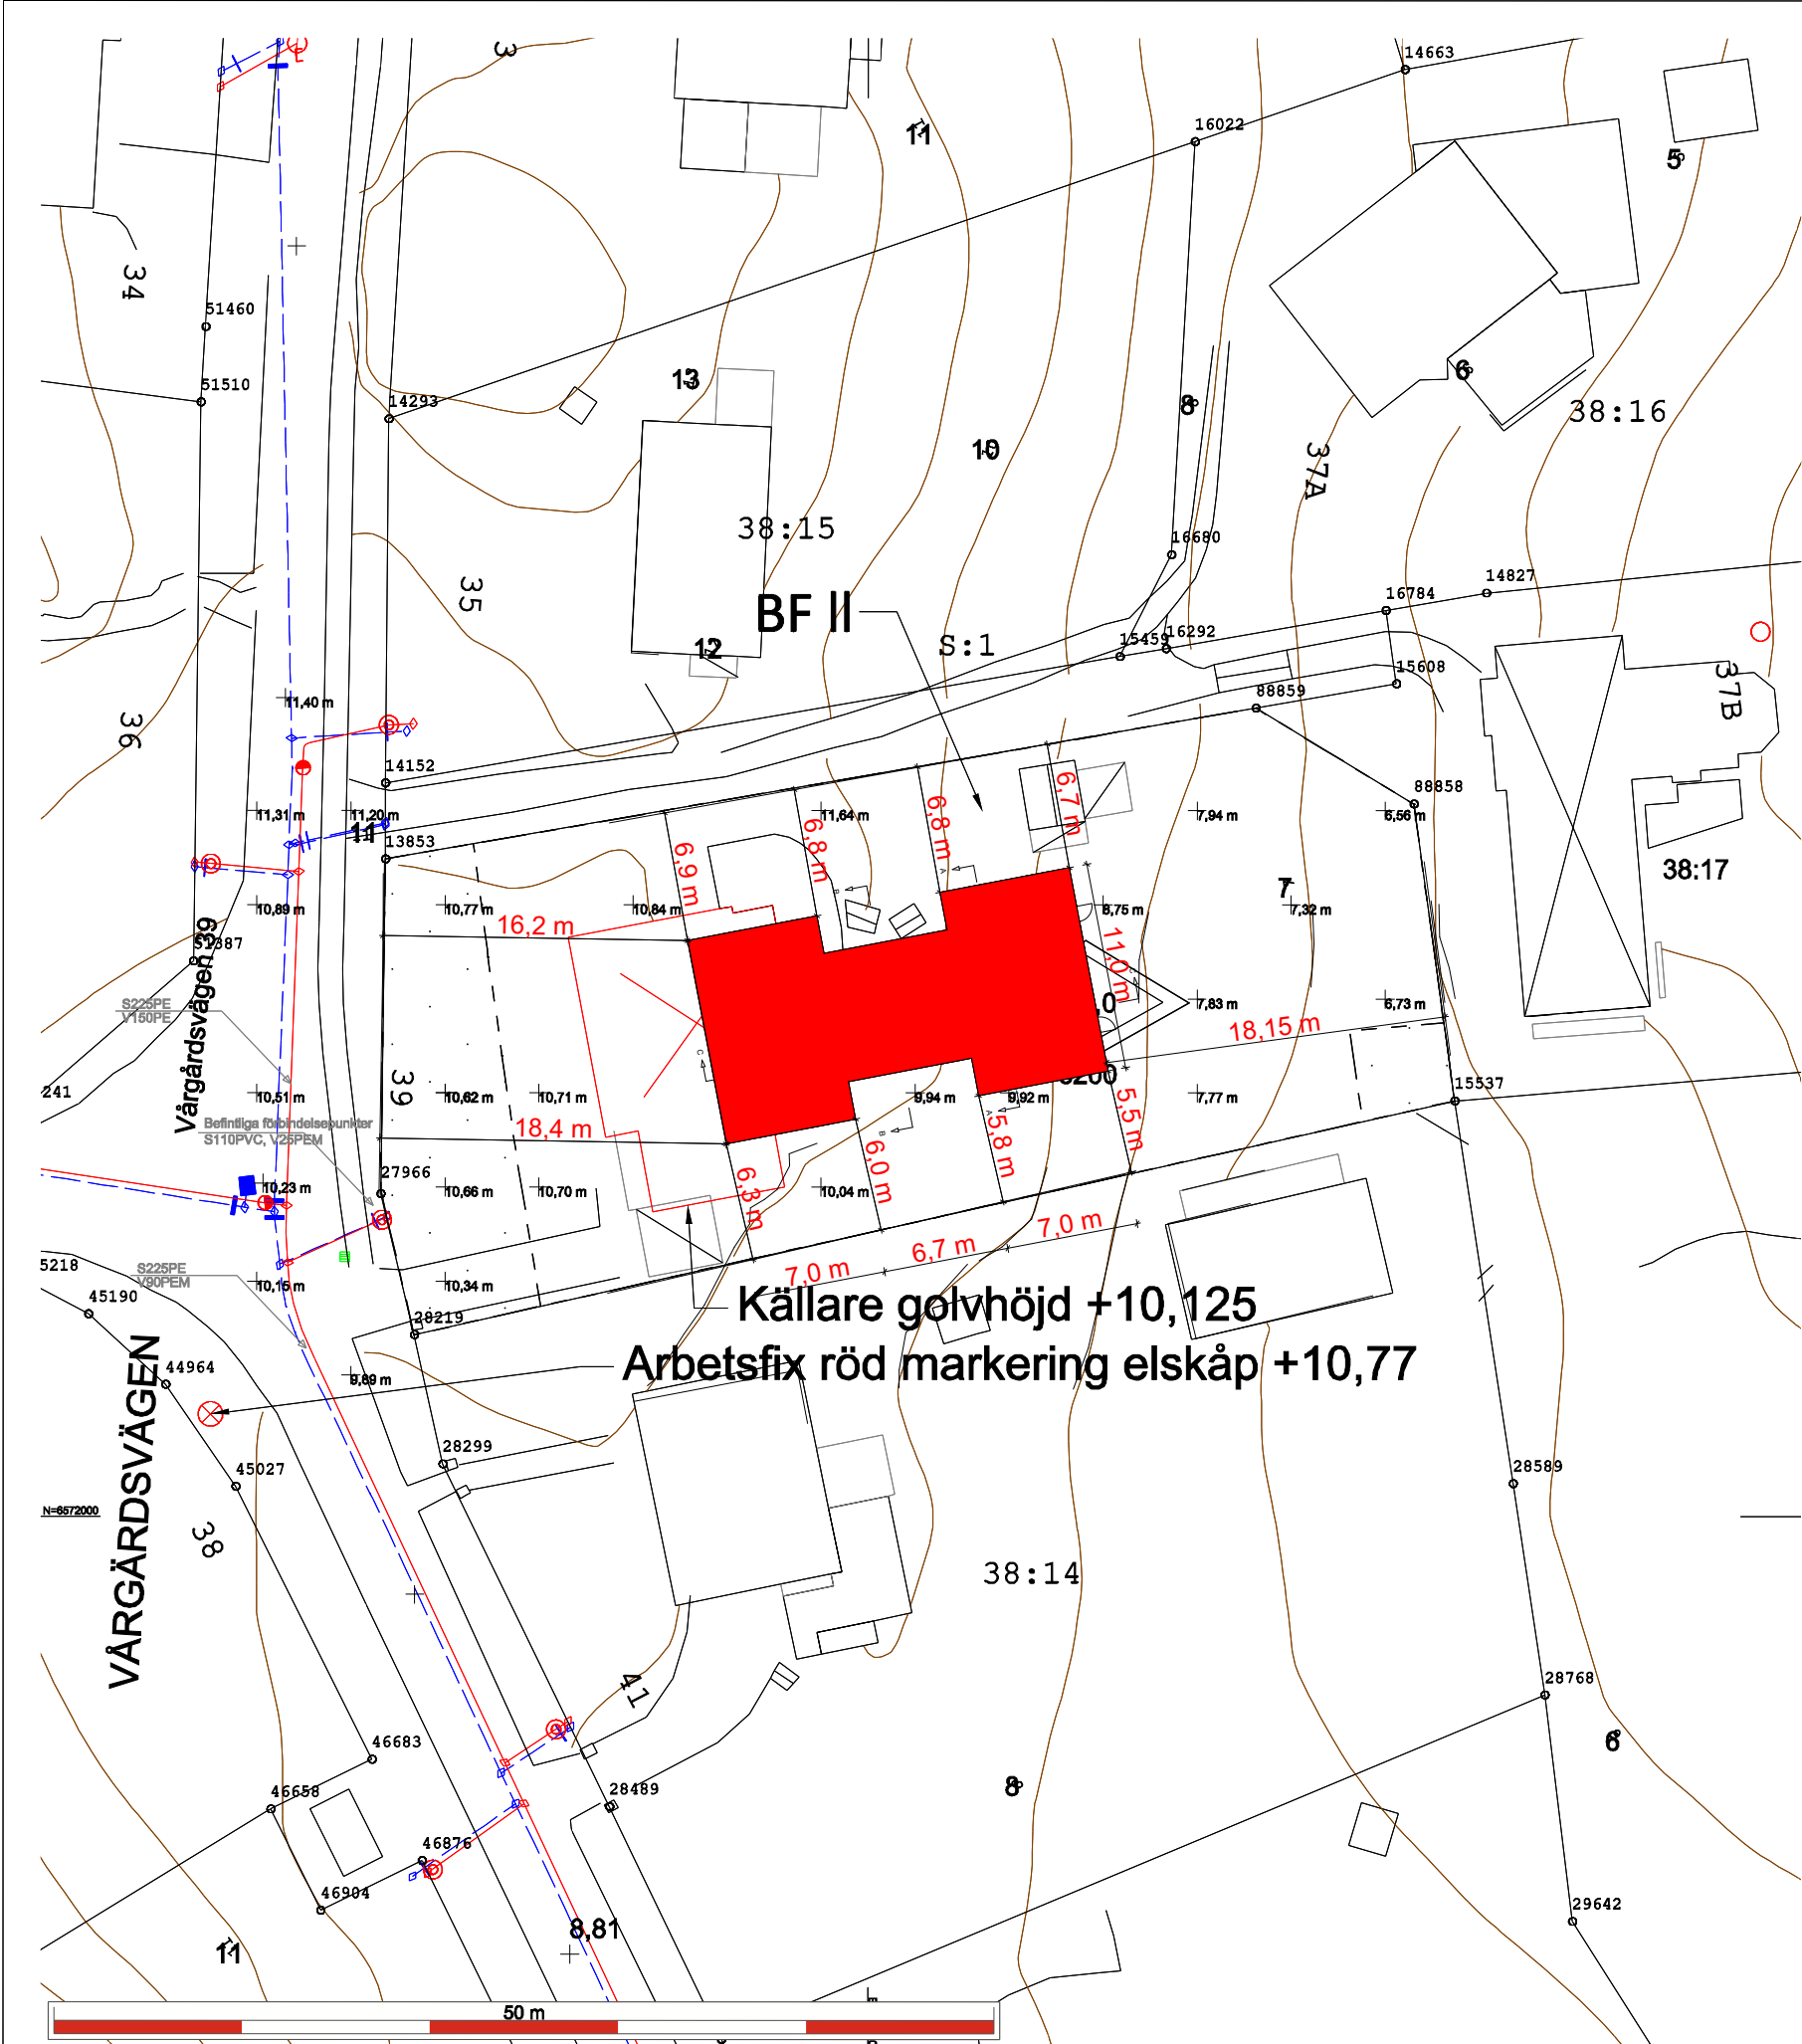 3
14663
16022
11
5
34
51460
51510
14293
13
8
6
38:16
10
37A
38:15
16680
35
BF II
14827
16784
12
S:1
15459
16292
15608
88859
37B
36
11,40 m
14152
6,7 m
6,8 m
6,8 m
6,9 m
88858
11,31 m
11,20 m
11,64 m
7,94 m
6,56 m
11
13853
38:17
7
10,89 m
10,77 m
10,84 m
8,75 m
7,32 m
16,2 m
51387
Vårgårdsvägen 39
11,0 m
S225PE
V150PE
7,83 m
6,73 m
18,15 m
39
241
10,51 m
10,62 m
10,71 m
9,94 m
9,92 m
7,77 m
15537
Befintliga förbindelsepunkter
S110PVC, V25PEM
18,4 m
5,5 m
5,8 m
6,0 m
6,3 m
27966
10,23 m
10,66 m
10,70 m
10,04 m
7,0 m
6,7 m
7,0 m
5218
S225PE
V90PEM
10,15 m
10,34 m
45190
28219
Källare golvhöjd +10,125
Arbetsfix röd markering elskåp +10,77
44964
9,89 m
VÅRGÄRDSVÄGEN
28299
45027
28589
N=6572000
38
38:14
41
28768
6
46683
8
28489
46658
46876
46904
29642
8,81
11
50 m